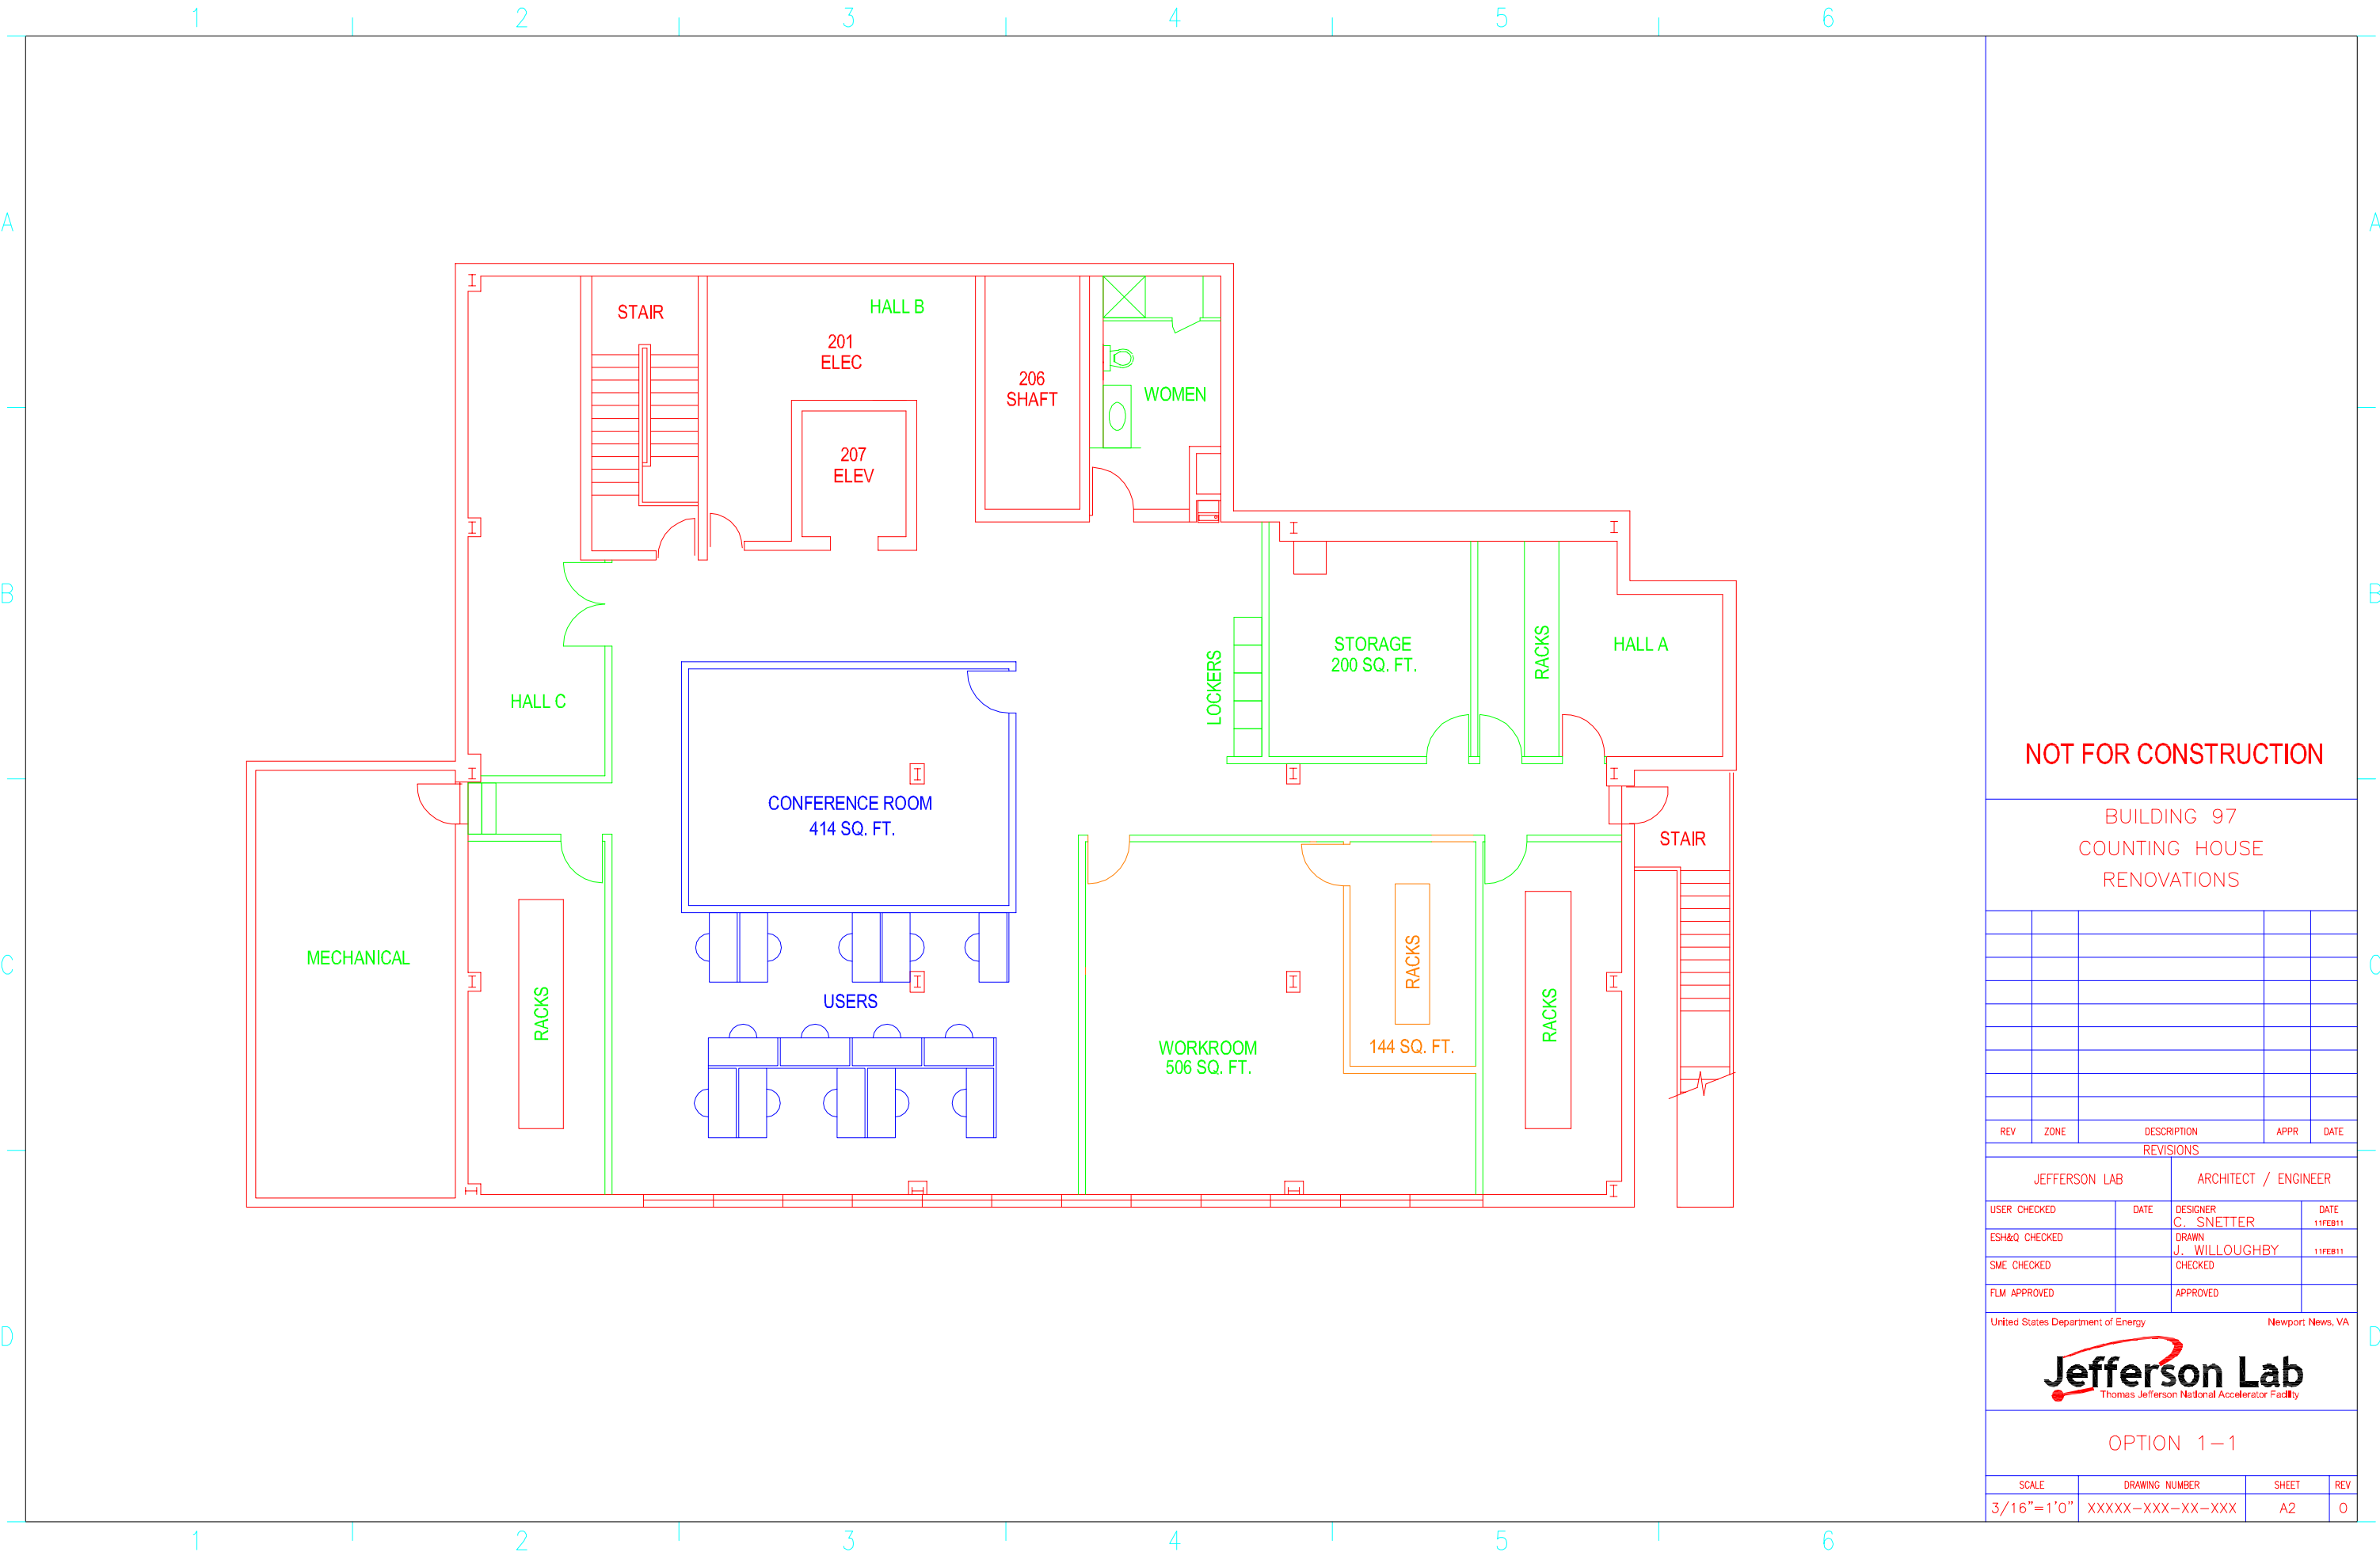 1 2 3 4 5 6
A A
STAIR
HALL B
201
ELEC
206
SHAFT
WOMEN
207
ELEV
B B
HALL C
LOCKERS
STORAGE
200 SQ. FT.
RACKS
HALL A
CONFERENCE ROOM
414 SQ. FT.
STAIR
C C
MECHANICAL
RACKS
USERS
WORKROOM
506 SQ. FT.
RACKS
144 SQ. FT.
RACKS
D D
1 2 3 4 5 6
NOT FOR CONSTRUCTION
BUILDING 97
COUNTING HOUSE
RENOVATIONS
REV ZONE DESCRIPTION APPR DATE
REVISIONS
JEFFERSON LAB ARCHITECT / ENGINEER
USER CHECKED DATE DESIGNER DATE
C. SNETTER 11FEB11
ESH&Q CHECKED DRAWN
J. WILLOUGHBY 11FEB11
SME CHECKED CHECKED
FLM APPROVED APPROVED
United States Department of Energy Newport News, VA
Jefferson Lab
Thomas Jefferson National Accelerator Facility
OPTION 1-1
SCALE DRAWING NUMBER SHEET REV
3/16"=1'0" XXXXX-XXX-XX-XXX A2 0